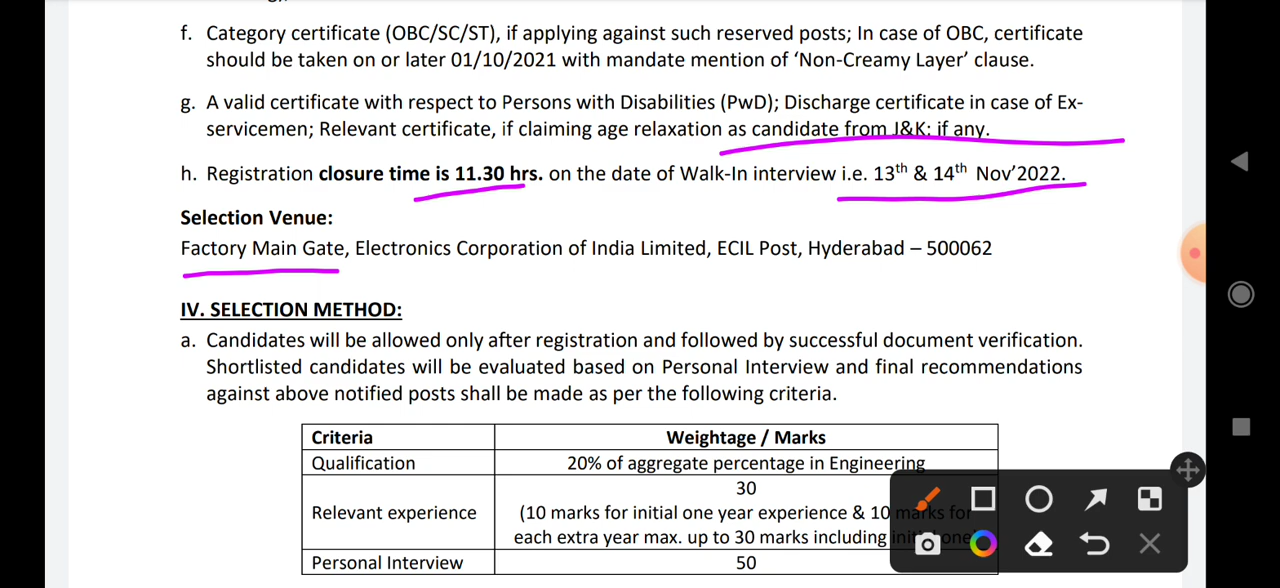 f. Category certificate (OBC/SC/ST), if applying against such reserved posts; In case of OBC, certificate
should be taken on or later 01/10/2021 with mandate mention of ‘Non-Creamy Layer’ clause.
g. A valid certificate with respect to Persons with Disabilities (PwD); Discharge certificate in case of Ex-
servicemen; Relevant certificate, if claiming age relaxation as candidate from J&K; if any.
h. Registration closure time is 11.30 hrs. on the date of Walk-In interview i.e. 13th & 14th Nov’2022.
Selection Venue:
Factory Main Gate, Electronics Corporation of India Limited, ECIL Post, Hyderabad – 500062
IV. SELECTION METHOD:
a. Candidates will be allowed only after registration and followed by successful document verification.
Shortlisted candidates will be evaluated based on Personal Interview and final recommendations
against above notified posts shall be made as per the following criteria.
Criteria Weightage / Marks
Qualification 20% of aggregate percentage in Engineering
30
Relevant experience (10 marks for initial one year experience & 10 marks for
each extra year max. up to 30 marks including initial one
Personal Interview 50